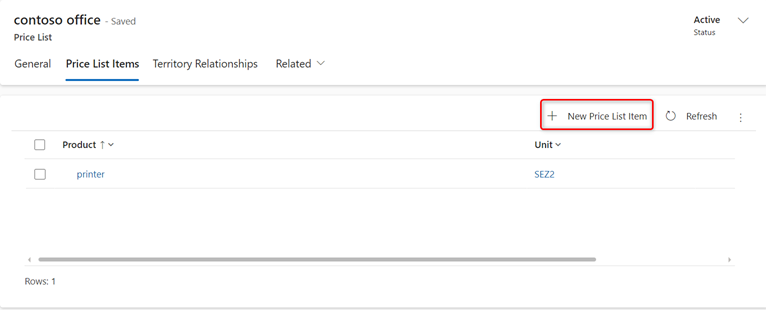 contoso office - Saved
Active
Status
Price List
General Price List Items Territory Relationships Related
New Price List Item Refresh
Product Unit
printer SEZ2
Rows: 1